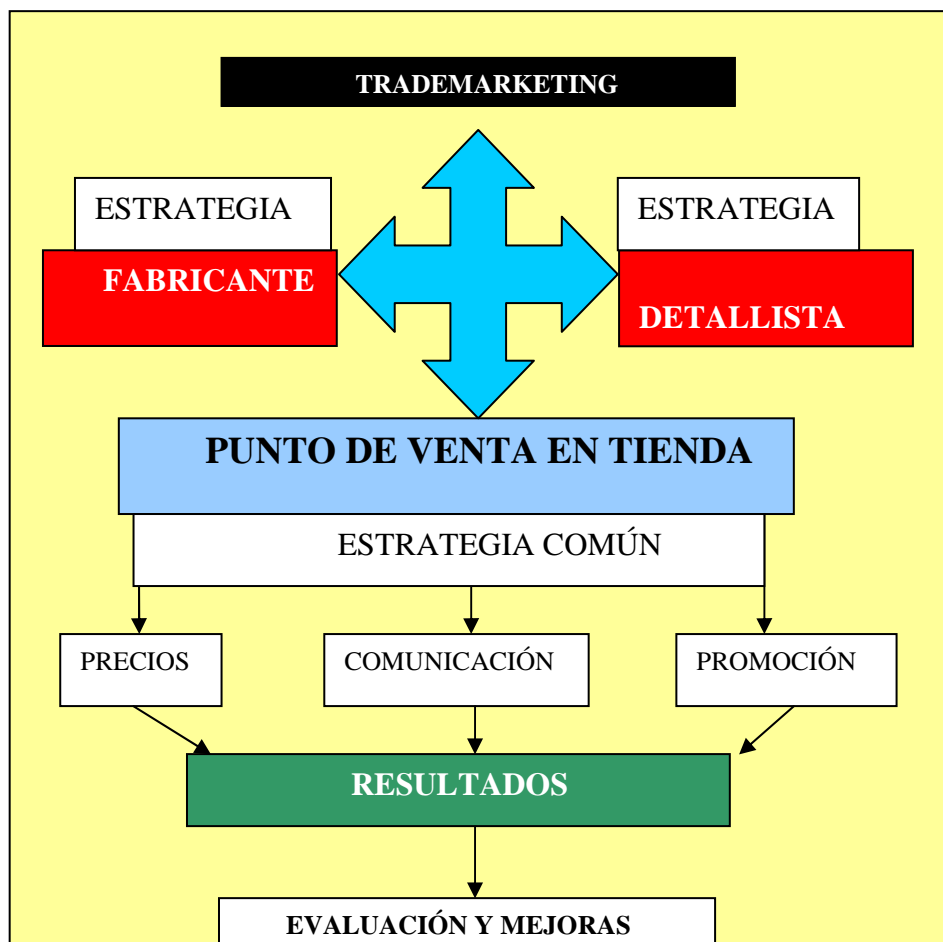 TRADEMARKETING
ESTRATEGIA
FABRICANTE
ESTRATEGIA
DETALLISTA
PUNTO DE VENTA EN TIENDA
ESTRATEGIA COMÚN
PRECIOS
COMUNICACIÓN
PROMOCIÓN
RESULTADOS
EVALUACIÓN Y MEJORAS